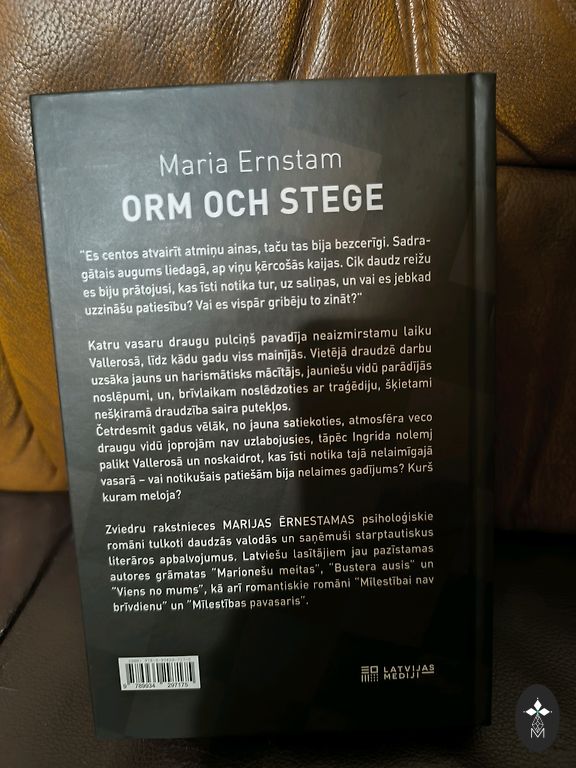 Maria Ernstam
ORM OCH STEGE
"Es centos atvairīt atmiņu ainas, taču tas bija bezcerīgi. Sadra-
gātais augums liedagā, ap viņu ķērcošās kaijas. Cik daudz reižu
es biju prātojusi, kas īsti notika tur, uz saliņas, un vai es jebkad
uzzināšu patiesību? Vai es vispār gribēju to zināt?"
Katru vasaru draugu pulciņš pavadīja neaizmirstamu laiku
Vallerosā, līdz kādu gadu viss mainījās. Vietējā draudzē darbu
uzsāka jauns un harismātisks mācītājs, jauniešu vidū parādījās
noslēpumi, un, brīvlaikam noslēdzoties ar traģēdiju, šķietami
nešķiramā draudzība saira putekļos.
Četrdesmit gadus vēlāk, no jauna satiekoties, atmosfēra veco
draugu vidū joprojām nav uzlabojusies, tāpēc Ingrida nolemj
palikt Vallerosā un noskaidrot, kas īsti notika tajā nelaimīgajā
vasarā – vai notikušais patiešām bija nelaimes gadījums? Kurš
kuram meloja?
Zviedru rakstnieces MARIJAS ĒRNESTAMAS psiholoģiskie
romāni tulkoti daudzās valodās un saņēmuši starptautiskus
literāros apbalvojumus. Latviešu lasītājiem jau pazīstamas
autores grāmatas "Marionešu meitas", "Bustera ausis" un
"Viens no mums", kā arī romantiskie romāni "Mīlestībai nav
brīvdienu" un "Mīlestības pavasaris".
9 789934 297175
LATVIJAS
MEDIJI
M